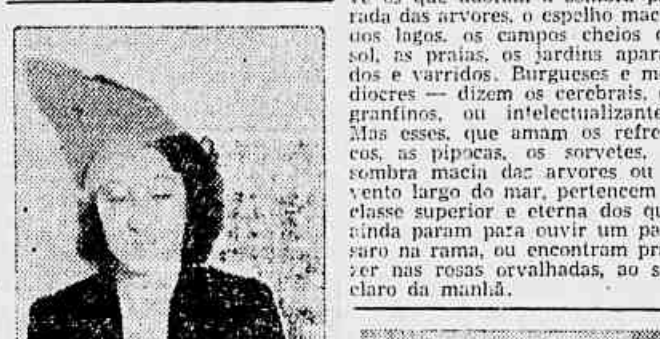 rada das arvores, o espelho mac
dos lagos, os campos cheios
sol, as praias, os jardins apar
dos e varridos. Burgueses e m
diocres — dizem os cerebrais,
granfinos, ou intelectualizante
Mas esses, que amam os refre
cos, as pipocas, os sorvetes,
sombra macia das arvores ou
vento largo do mar, pertencem
classe superior e eterna dos qu
ainda param para ouvir um pa
saro na rama, ou encontram pra
zer nas rosas orvalhadas, ao s
claro da manhã.